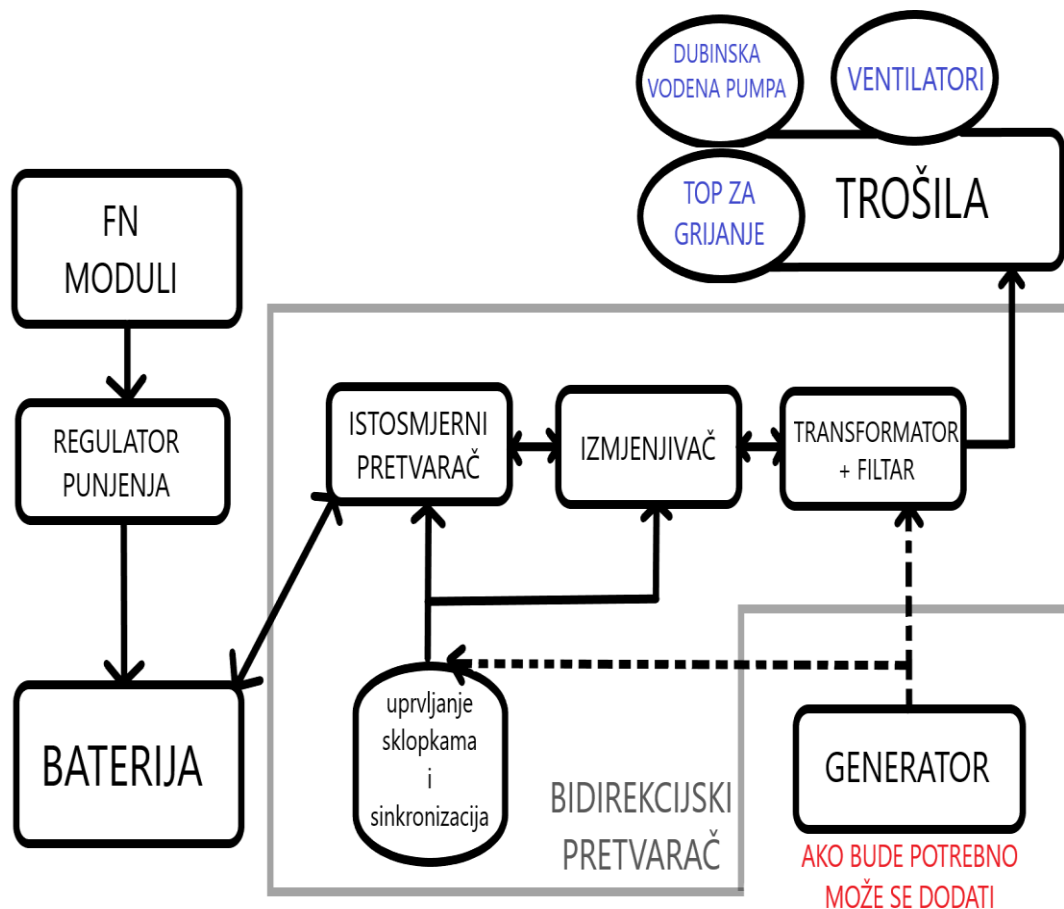 DUBINSKA
VODENA PUMPA
VENTILATORI
TOP ZA
GRIJANJE
TROŠILA
FN
MODULI
REGULATOR
PUNJENJA
BATERIJA
ISTOSMJERNI
PRETVARAČ
IZMJENJIVAČ
TRANSFORMATOR
+ FILTAR
uprvljanje
sklopkama
i
sinkronizacija
BIDIREKCIJSKI
PRETVARAČ
GENERATOR
AKO BUDE POTREBNO
MOŽE SE DODATI